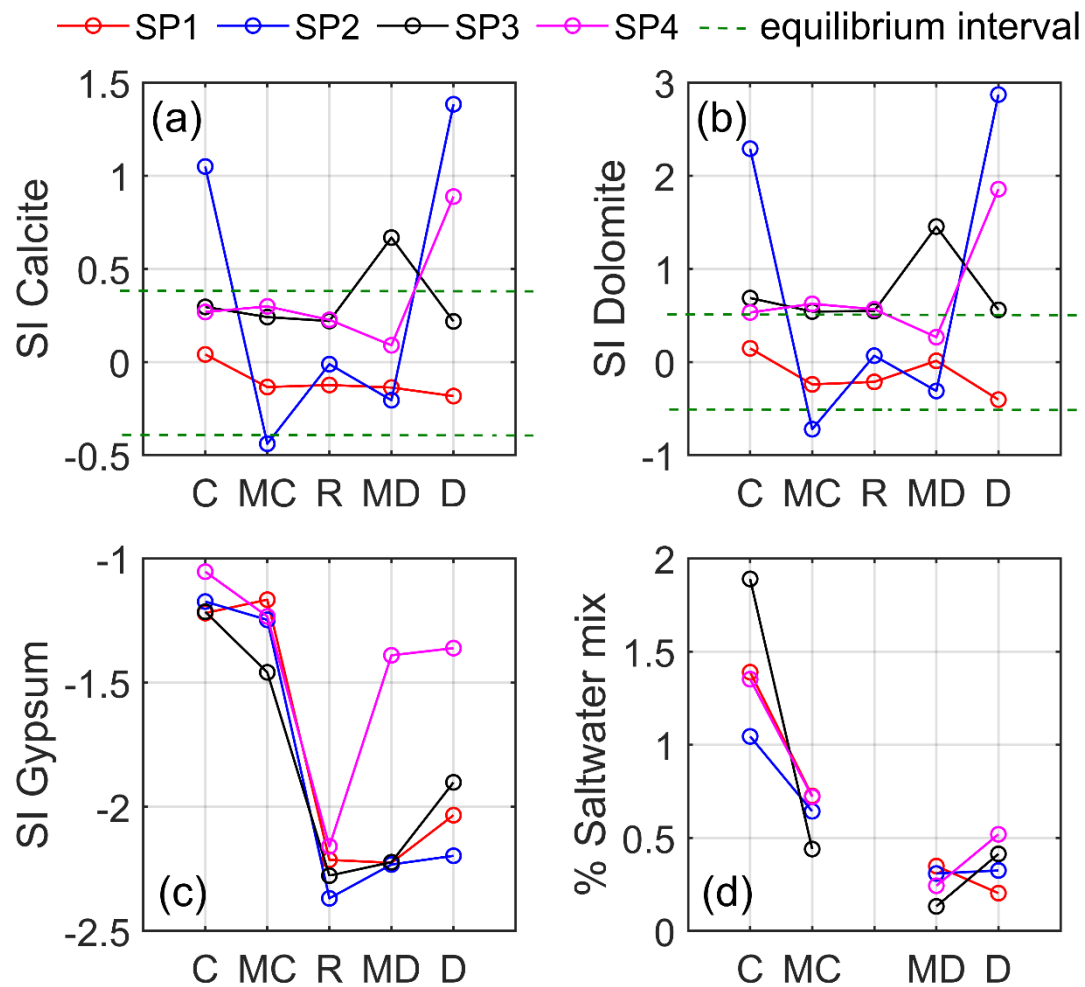 SP1 SP2 SP3 SP4 equilibrium interval
(a)
SI Calcite
1.5
1
0.5
0
-0.5
C MC R MD D
(b)
SI Dolomite
3
2
1
0
-1
C MC R MD D
(c)
SI Gypsum
-1
-1.5
-2
-2.5
C MC R MD D
(d)
% Saltwater mix
2
1.5
1
0.5
0
C MC MD D